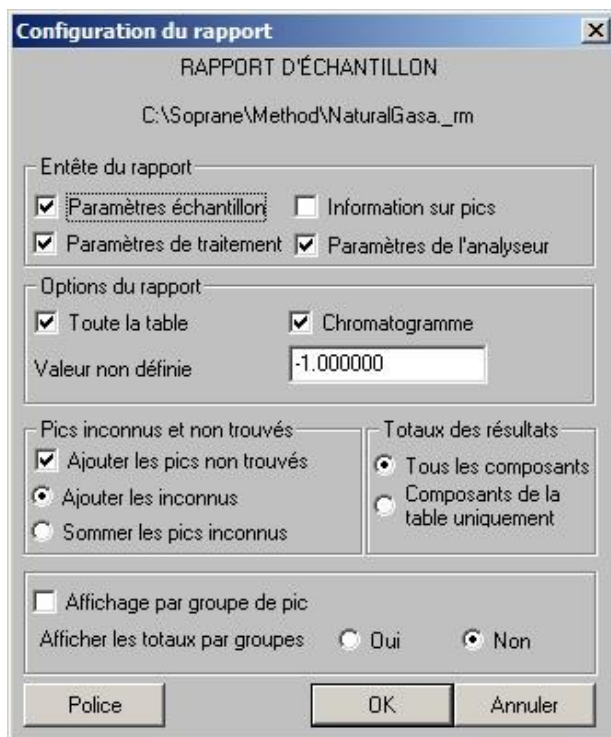 Configuration du rapport
RAPPORT D'ÉCHANTILLON
C:\Soprane\Method\NaturalGasa._rm
Entête du rapport
Paramètres échantillon
Information sur pics
Paramètres de traitement
Paramètres de l'analyseur
Options du rapport
Toute la table
Chromatogramme
Valeur non définie
-1.000000
Pics inconnus et non trouvés
Ajouter les pics non trouvés
Ajouter les inconnus
Sommer les pics inconnus
Totaux des résultats
Tous les composants
Composants de la
table uniquement
Affichage par groupe de pic
Afficher les totaux par groupes
Oui
Non
Police
OK
Annuler